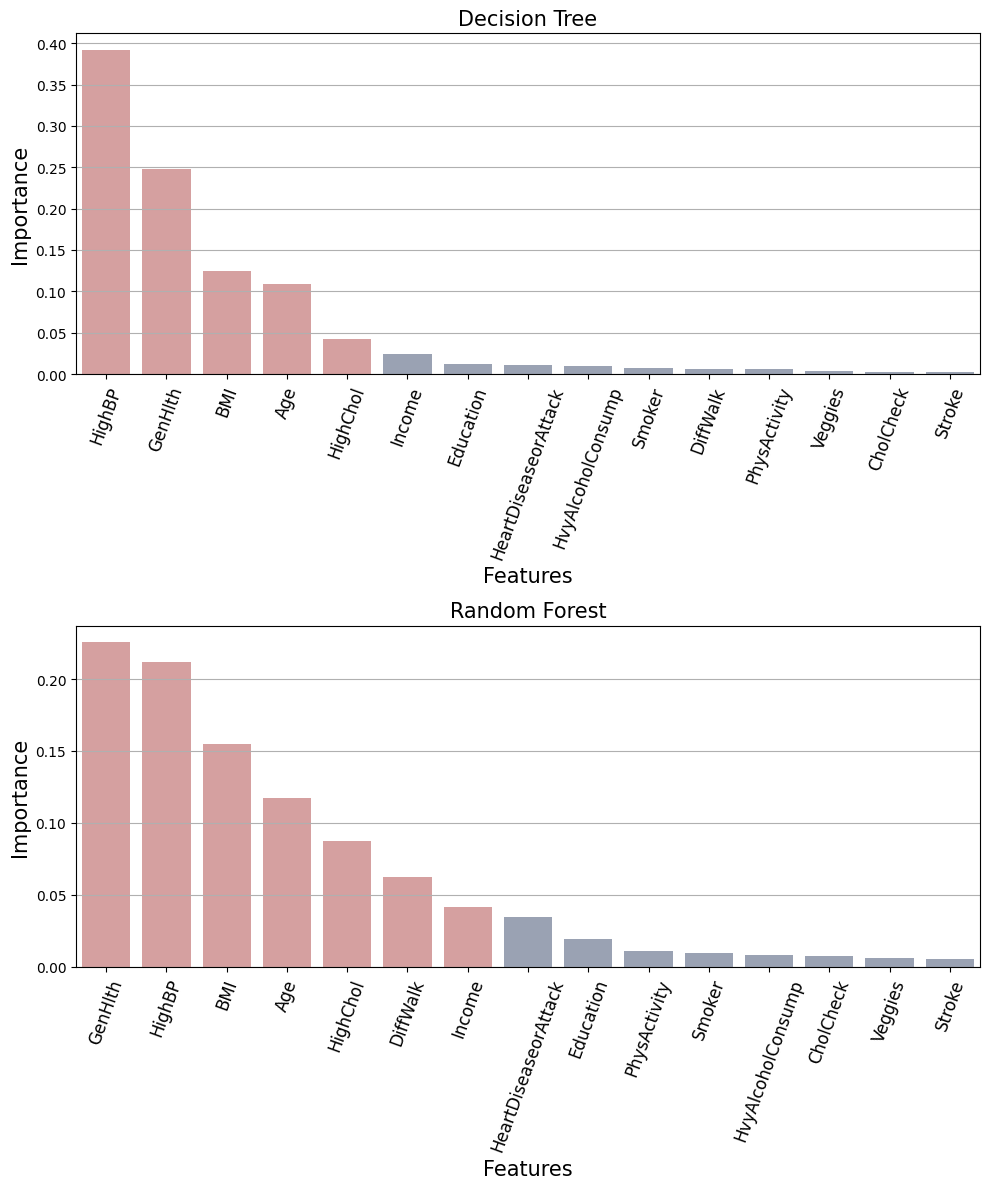 Decision Tree
Importance
0.40
0.35
0.30
0.25
0.20
0.15
0.10
0.05
0.00
HighBP
GenHlth
BMI
Age
HighChol
Income
Education
HeartDiseaseorAttack
HvyAlcoholConsump
Smoker
DiffWalk
PhysActivity
Veggies
CholCheck
Stroke
Features
Random Forest
Importance
0.20
0.15
0.10
0.05
0.00
GenHlth
HighBP
BMI
Age
HighChol
DiffWalk
Income
HeartDiseaseorAttack
Education
PhysActivity
Smoker
HvyAlcoholConsump
CholCheck
Veggies
Stroke
Features